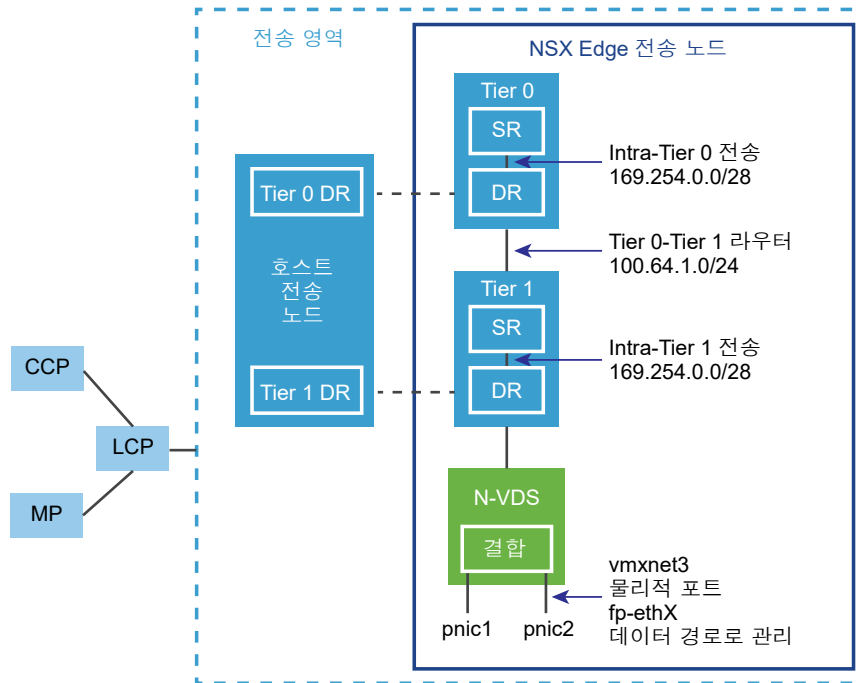 전송 영역
NSX Edge 전송 노드
Tier 0
SR
DR
Intra-Tier 0 전송
169.254.0.0/28
Tier 0 DR
호스트
전송
노드
Tier 1 DR
Tier 0-Tier 1 라우터
100.64.1.0/24
Tier 1
SR
DR
Intra-Tier 1 전송
169.254.0.0/28
CCP
LCP
MP
N-VDS
결합
pnic1
pnic2
vmxnet3
물리적 포트
fp-ethX
데이터 경로로 관리